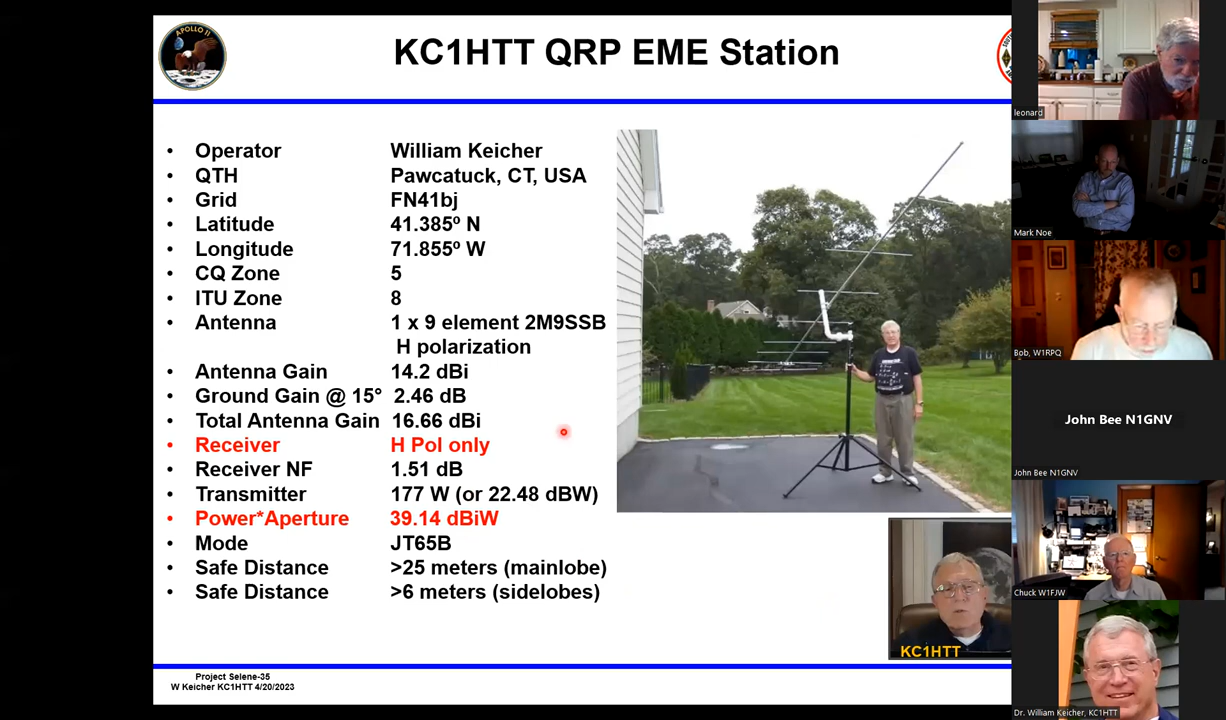 APOLLO 11
KC1HTT QRP EME Station
• Operator William Keicher
• QTH Pawcatuck, CT, USA
• Grid FN41bj
• Latitude 41.385º N
• Longitude 71.855º W
• CQ Zone 5
• ITU Zone 8
• Antenna 1 x 9 element 2M9SSB
H polarization
• Antenna Gain 14.2 dBi
• Ground Gain @ 15° 2.46 dB
• Total Antenna Gain 16.66 dBi
• Receiver H Pol only
• Receiver NF 1.51 dB
• Transmitter 177 W (or 22.48 dBW)
• Power*Aperture 39.14 dBiW
• Mode JT65B
• Safe Distance >25 meters (mainlobe)
• Safe Distance >6 meters (sidelobes)
KC1HTT
Project Selene-35
W Keicher KC1HTT 4/20/2023
leonard
Mark Noe
Bob, W1RPQ
John Bee N1GNV
John Bee N1GNV
Chuck W1FJW
Dr. William Keicher, KC1HTT